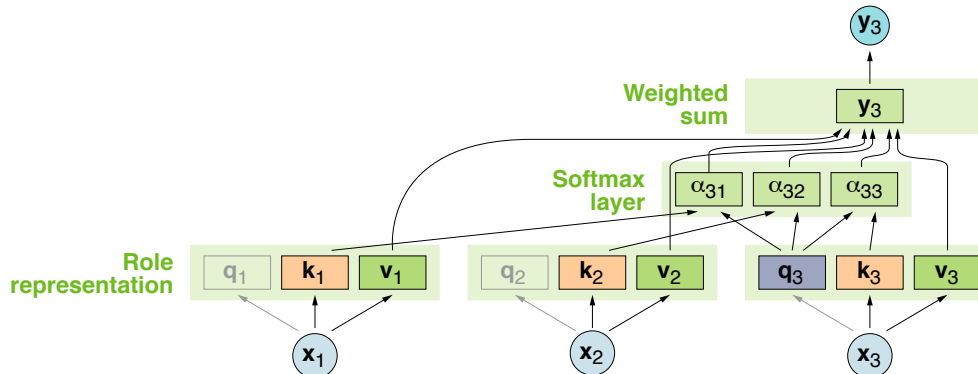 y3
Weighted
sum
y3
Softmax
layer
α31 α32 α33
Role
representation
q1 k1 v1 q2 k2 v2 q3 k3 v3
x1 x2 x3